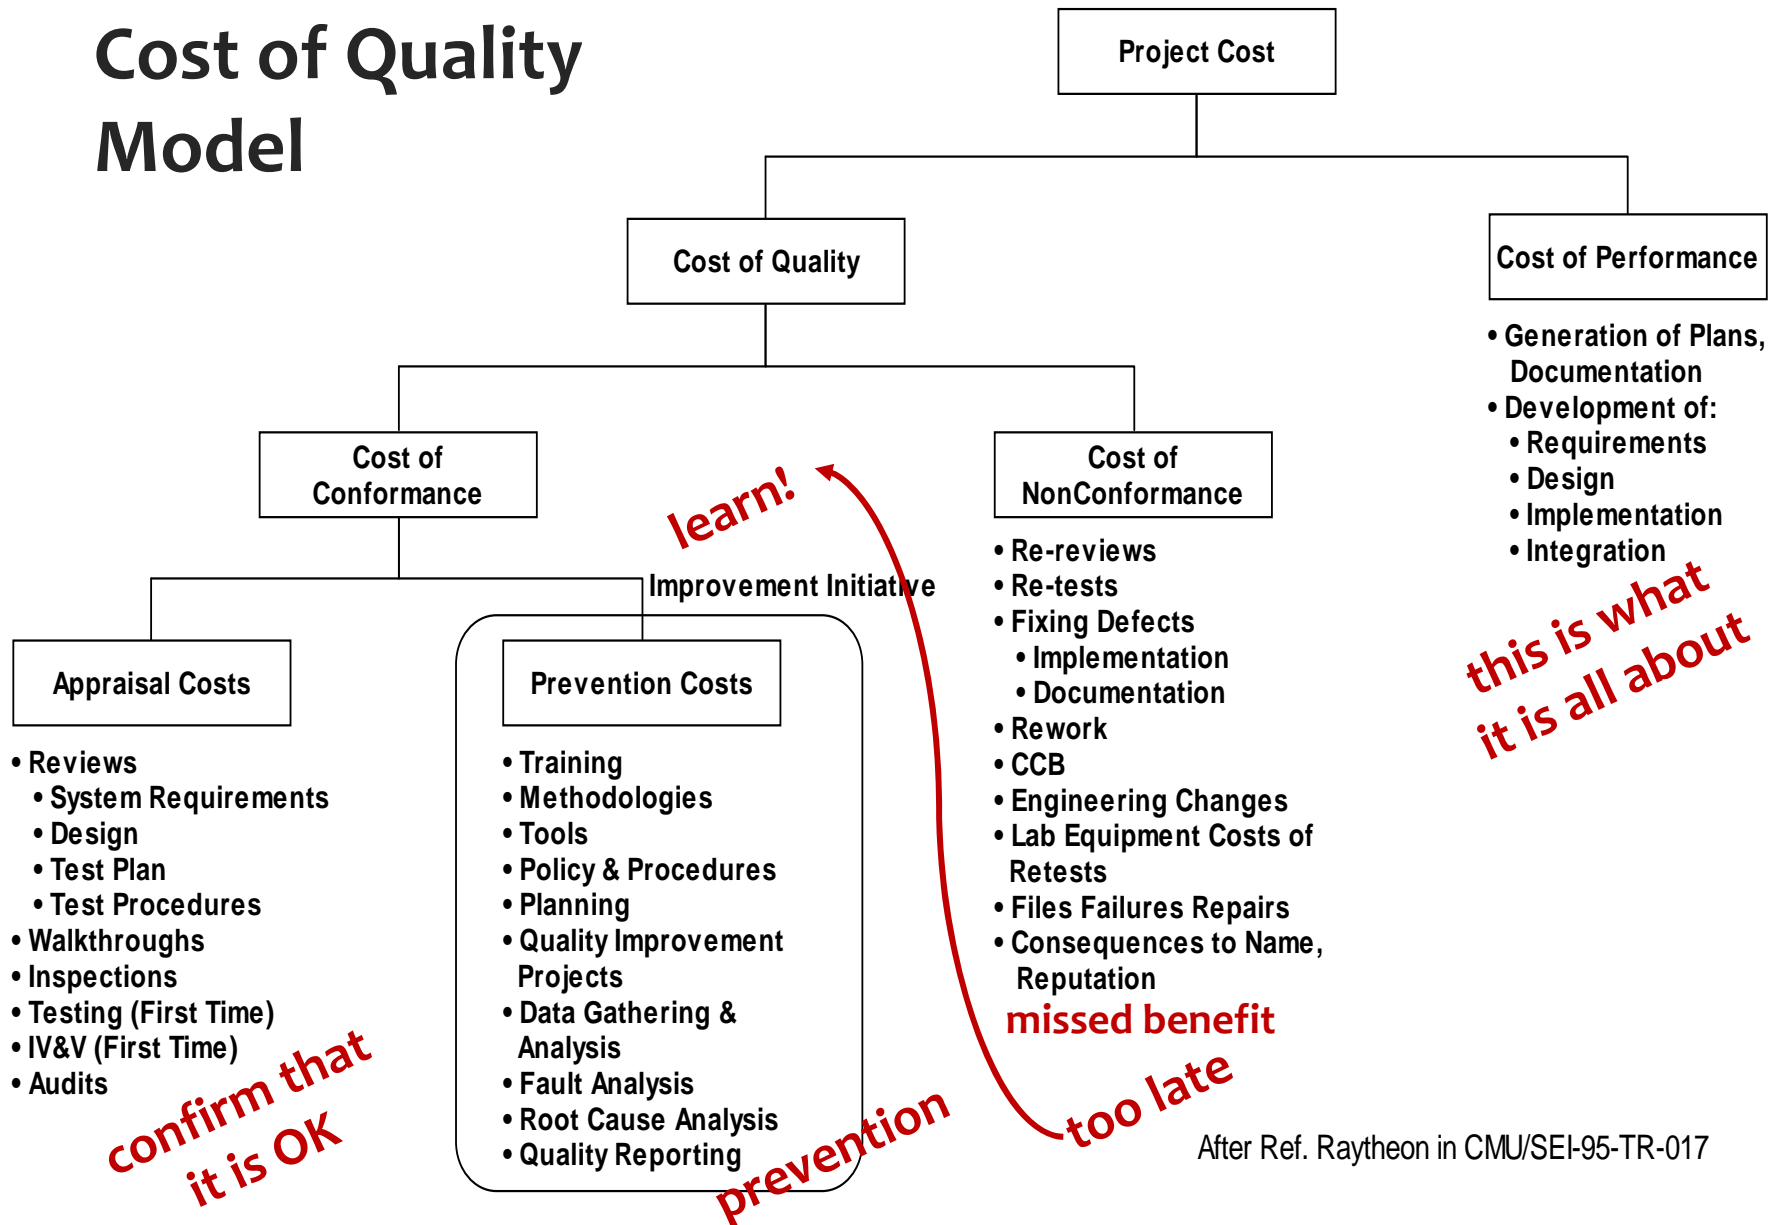 Cost of Quality
Model
Project Cost
Cost of Quality
Cost of Performance
• Generation of Plans,
Documentation
• Development of:
• Requirements
• Design
• Implementation
• Integration
this is what
it is all about
Cost of
Conformance
learn!
Cost of
NonConformance
• Re-reviews
• Re-tests
• Fixing Defects
• Implementation
• Documentation
• Rework
• CCB
• Engineering Changes
• Lab Equipment Costs of
Retests
• Files Failures Repairs
• Consequences to Name,
Reputation
missed benefit
too late
Improvement Initiative
Appraisal Costs
• Reviews
• System Requirements
• Design
• Test Plan
• Test Procedures
• Walkthroughs
• Inspections
• Testing (First Time)
• IV&V (First Time)
• Audits
confirm that
it is OK
Prevention Costs
• Training
• Methodologies
• Tools
• Policy & Procedures
• Planning
• Quality Improvement
Projects
• Data Gathering &
Analysis
• Fault Analysis
• Root Cause Analysis
• Quality Reporting
prevention
After Ref. Raytheon in CMU/SEI-95-TR-017